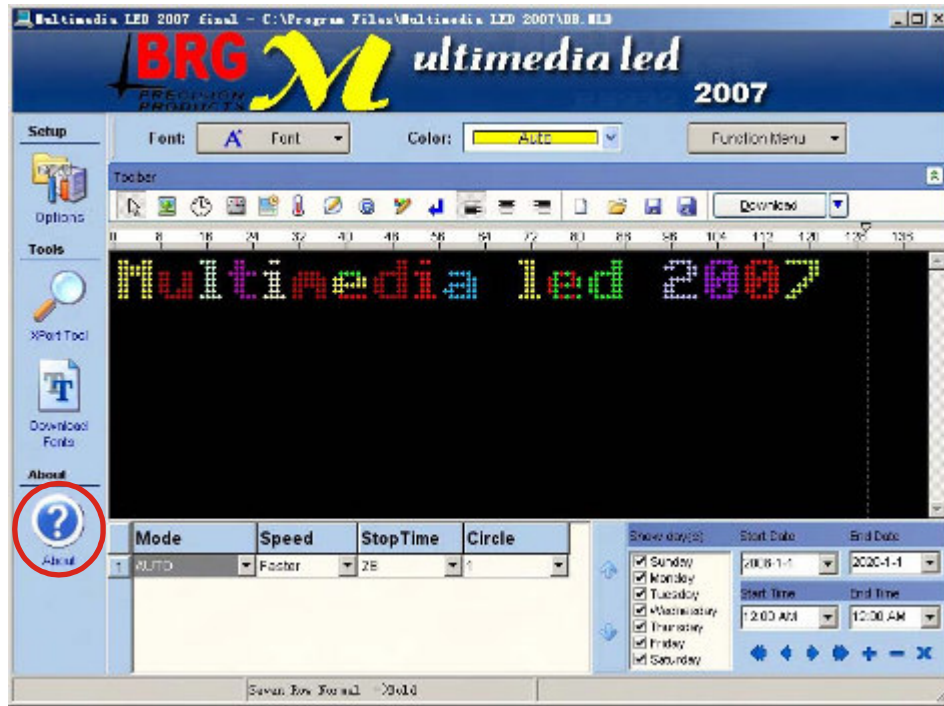 Multimedia LED 2007 final - C:\Program Files\Multimedia LED 2007\DB.MLD
BRG
PRECISION
PRODUCTS
Multimedia led
2007
Setup
Font:
A Font
Color:
Auto
Function Menu
Options
Toolbar
Download
0 8 16 24 32 40 48 56 64 72 80 88 96 104 112 120 128 136
Tools
Multimedia led 2007
XPort Tool
Download
Fonts
About
?
About
Mode Speed StopTime Circle
1 AUTO Faster 2S 1
Show day(s)
Sunday
Monday
Tuesday
Wednesday
Thursday
Friday
Saturday
Start Date End Date
2008-1-1 2020-1-1
Start Time End Time
12:00 AM 12:00 AM
Seven Row Normal ->Bold